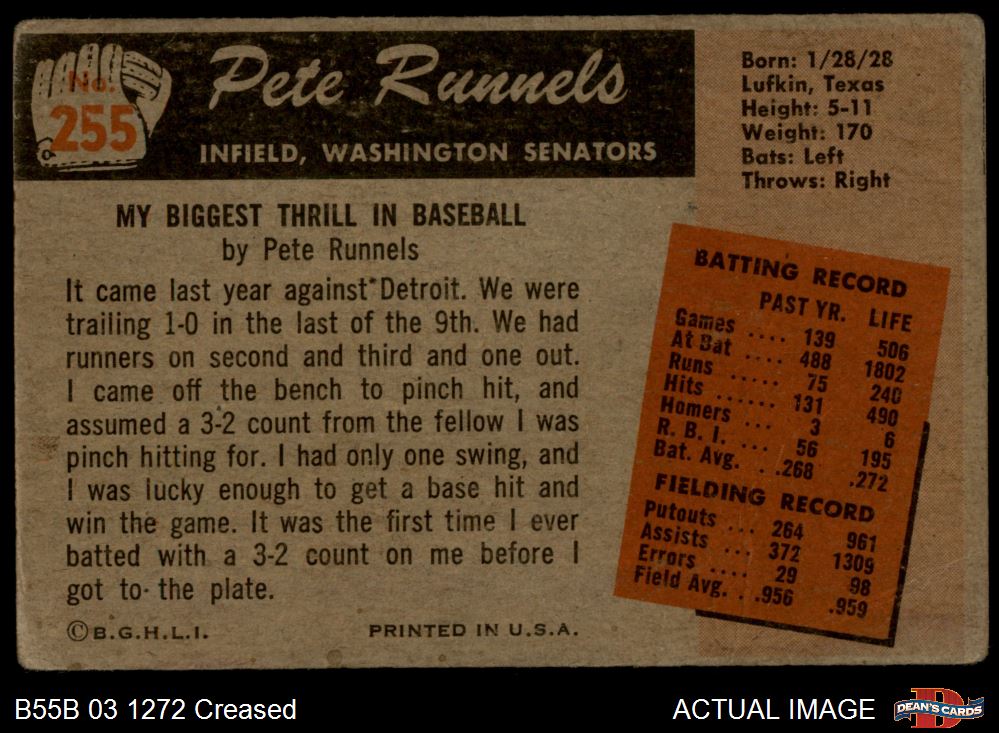 No.
255
Pete Runnels
INFIELD, WASHINGTON SENATORS
Born: 1/28/28
Lufkin, Texas
Height: 5-11
Weight: 170
Bats: Left
Throws: Right
MY BIGGEST THRILL IN BASEBALL
by Pete Runnels
It came last year against Detroit. We were
trailing 1-0 in the last of the 9th. We had
runners on second and third and one out.
I came off the bench to pinch hit, and
assumed a 3-2 count from the fellow I was
pinch hitting for. I had only one swing, and
I was lucky enough to get a base hit and
win the game. It was the first time I ever
batted with a 3-2 count on me before I
got to the plate.
©B.G.H.L.I. PRINTED IN U.S.A.
BATTING RECORD
PAST YR. LIFE
Games .... 139 506
At Bat .... 488 1802
Runs ..... 75 240
Hits ...... 131 490
Homers .... 3 6
R. B. I. ... 56 195
Bat. Avg. . .268 .272
FIELDING RECORD
Putouts ... 264 961
Assists ... 372 1309
Errors .... 29 98
Field Avg. . .956 .959
B55B 03 1272 Creased
ACTUAL IMAGE
DEAN'S CARDS